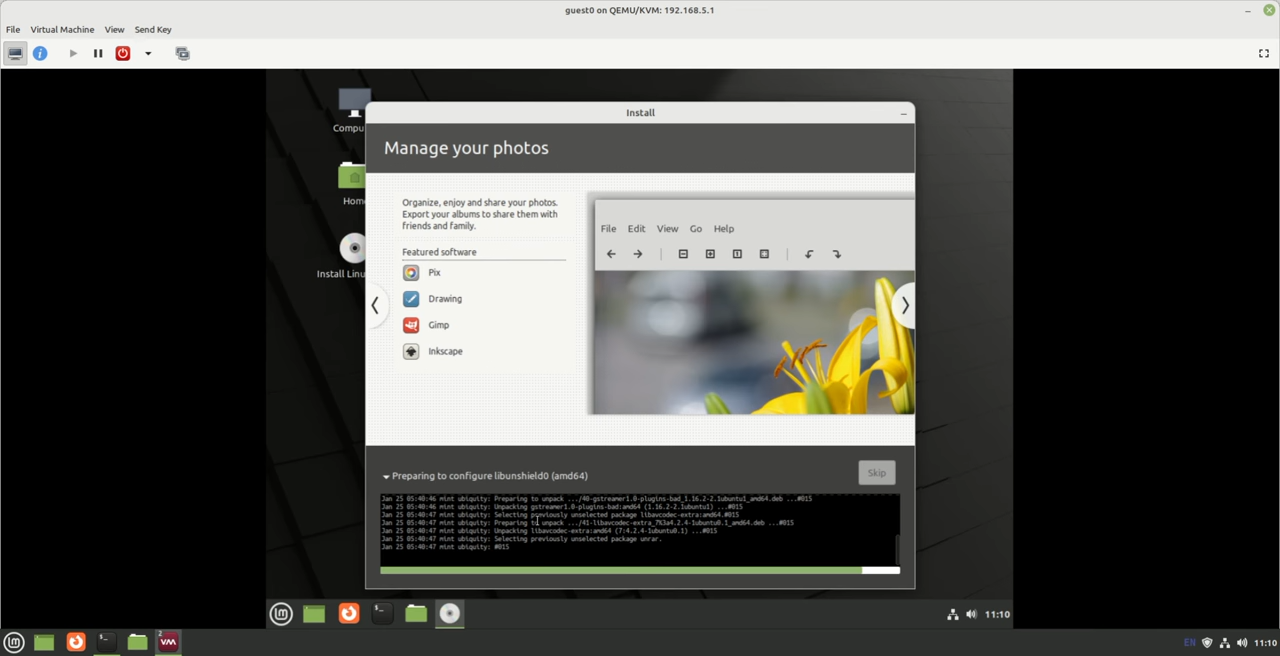 guest0 on QEMU/KVM: 192.168.5.1
File Virtual Machine View Send Key
Compu
Home
Install Linu
Install
Manage your photos
Organize, enjoy and share your photos.
Export your albums to share them with
friends and family.
Featured software
Pix
Drawing
Gimp
Inkscape
File Edit View Go Help
Preparing to configure libunshield0 (amd64)
Skip
Jan 25 05:40:46 mint ubiquity: Preparing to unpack .../40-gstreamer1.0-plugins-bad_1.16.2-2.1ubuntu1_amd64.deb ...#015
Jan 25 05:40:46 mint ubiquity: Unpacking gstreamer1.0-plugins-bad:amd64 (1.16.2-2.1ubuntu1) ...#015
Jan 25 05:40:47 mint ubiquity: Selecting previously unselected package libavcodec-extra:amd64.#015
Jan 25 05:40:47 mint ubiquity: Preparing to unpack .../41-libavcodec-extra_7%3a4.2.4-1ubuntu0.1_amd64.deb ...#015
Jan 25 05:40:47 mint ubiquity: Unpacking libavcodec-extra:amd64 (7:4.2.4-1ubuntu0.1) ...#015
Jan 25 05:40:47 mint ubiquity: Selecting previously unselected package unrar.
Jan 25 05:40:47 mint ubiquity: #015
11:10
2
VM
EN 11:10